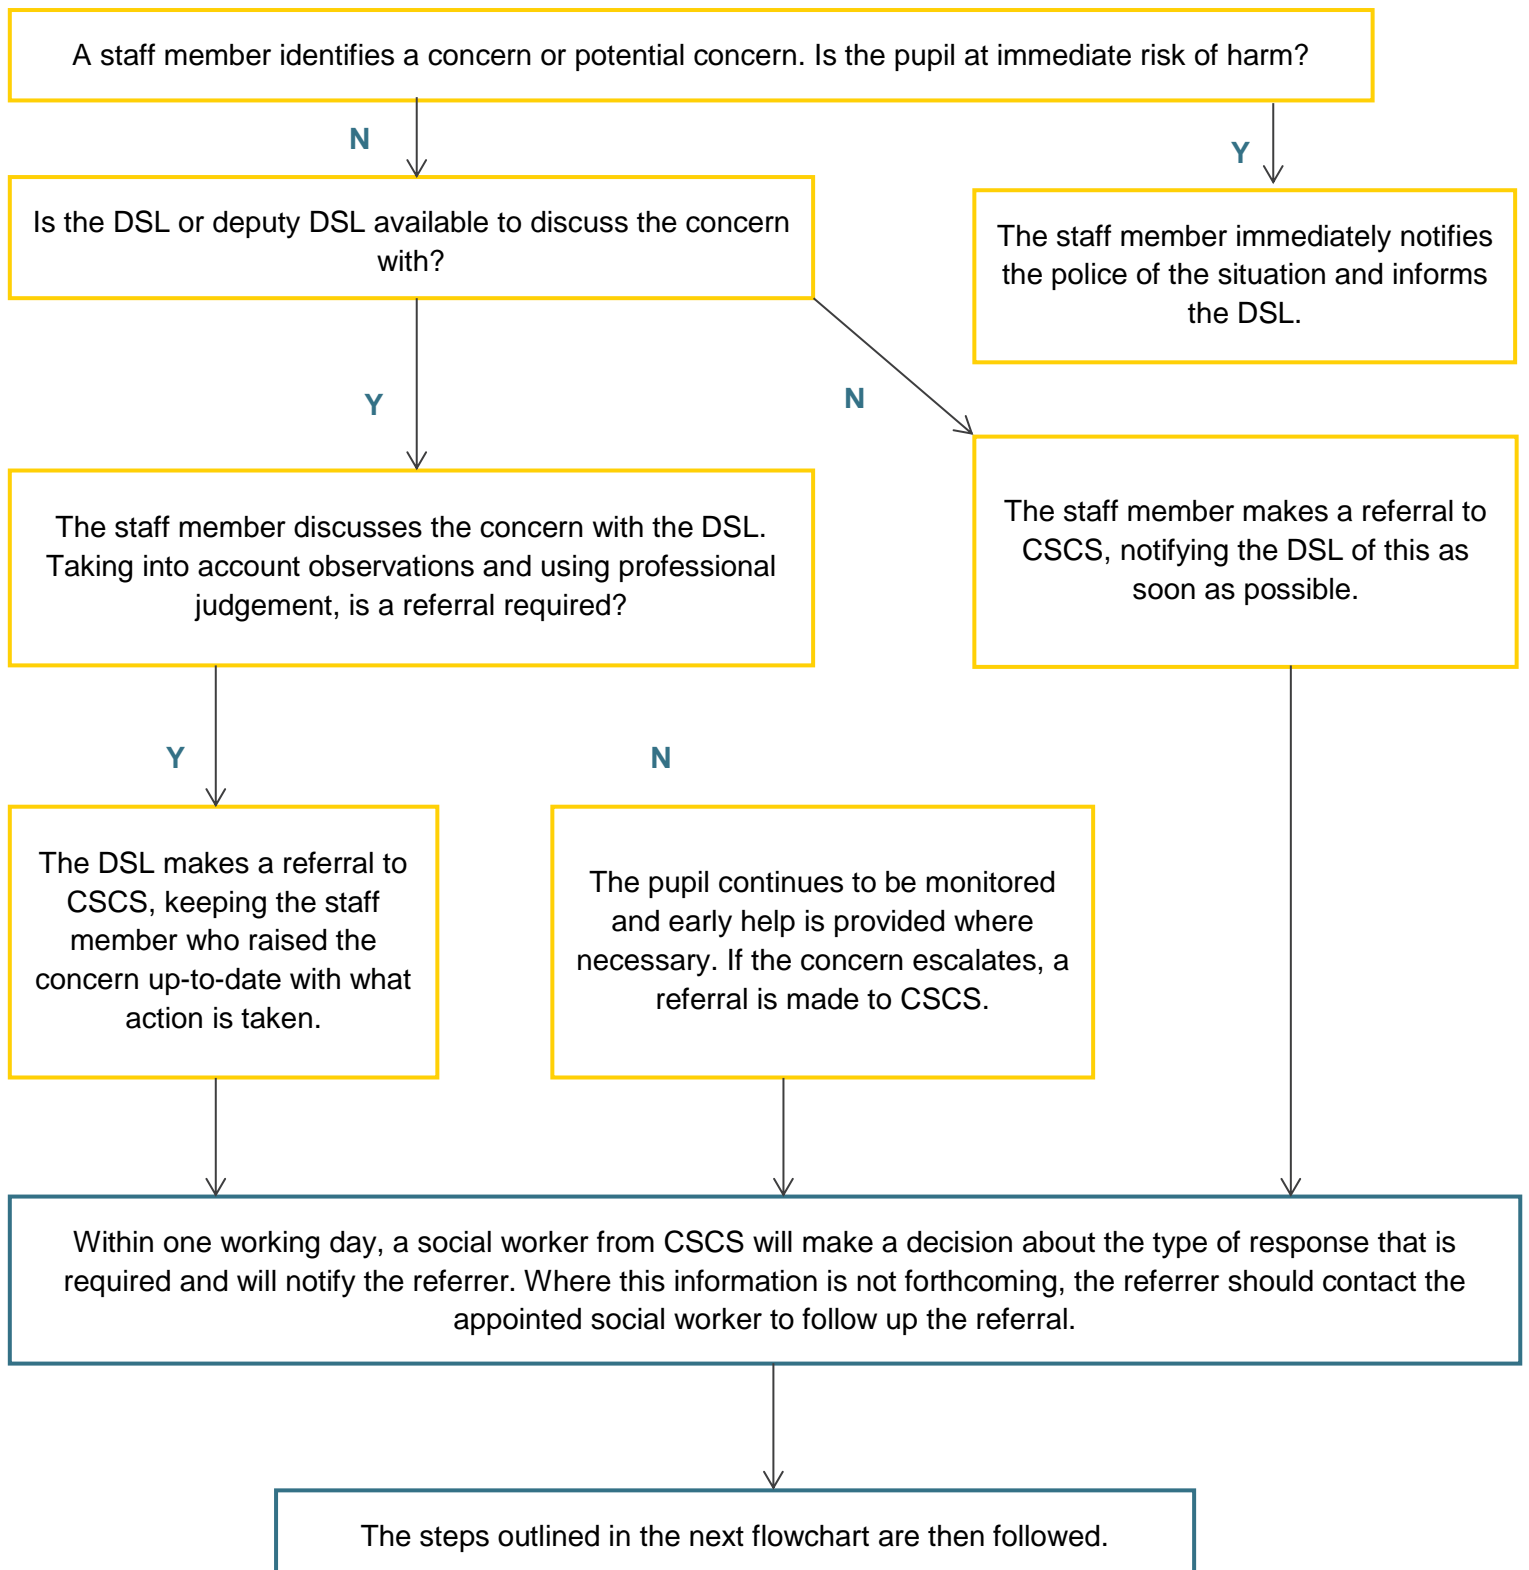 A staff member identifies a concern or potential concern. Is the pupil at immediate risk of harm?
N
Y
Is the DSL or deputy DSL available to discuss the concern
with?
The staff member immediately notifies
the police of the situation and informs
the DSL.
Y
N
The staff member discusses the concern with the DSL.
Taking into account observations and using professional
judgement, is a referral required?
The staff member makes a referral to
CSCS, notifying the DSL of this as
soon as possible.
Y
N
The DSL makes a referral to
CSCS, keeping the staff
member who raised the
concern up-to-date with what
action is taken.
The pupil continues to be monitored
and early help is provided where
necessary. If the concern escalates, a
referral is made to CSCS.
Within one working day, a social worker from CSCS will make a decision about the type of response that is
required and will notify the referrer. Where this information is not forthcoming, the referrer should contact the
appointed social worker to follow up the referral.
The steps outlined in the next flowchart are then followed.